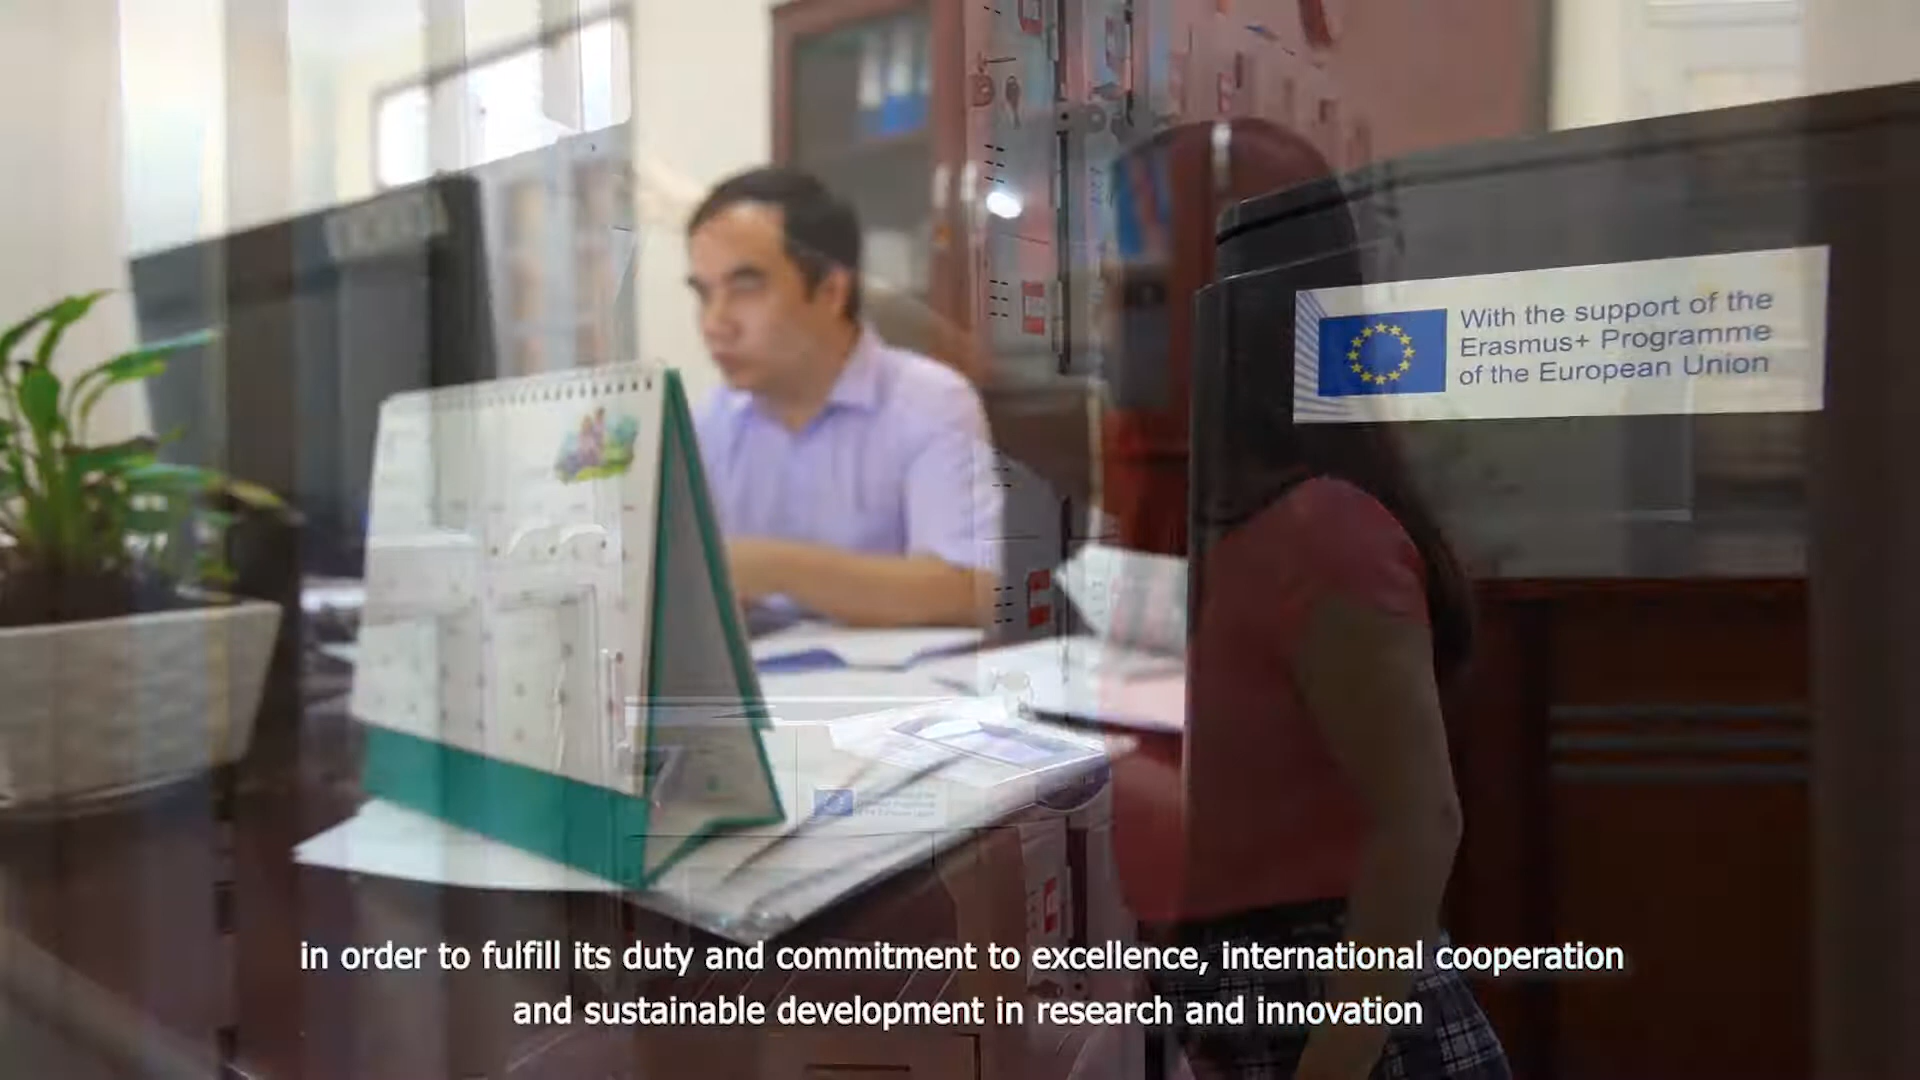 With the support of the
Erasmus+ Programme
of the European Union
in order to fulfill its duty and commitment to excellence, international cooperation
and sustainable development in research and innovation